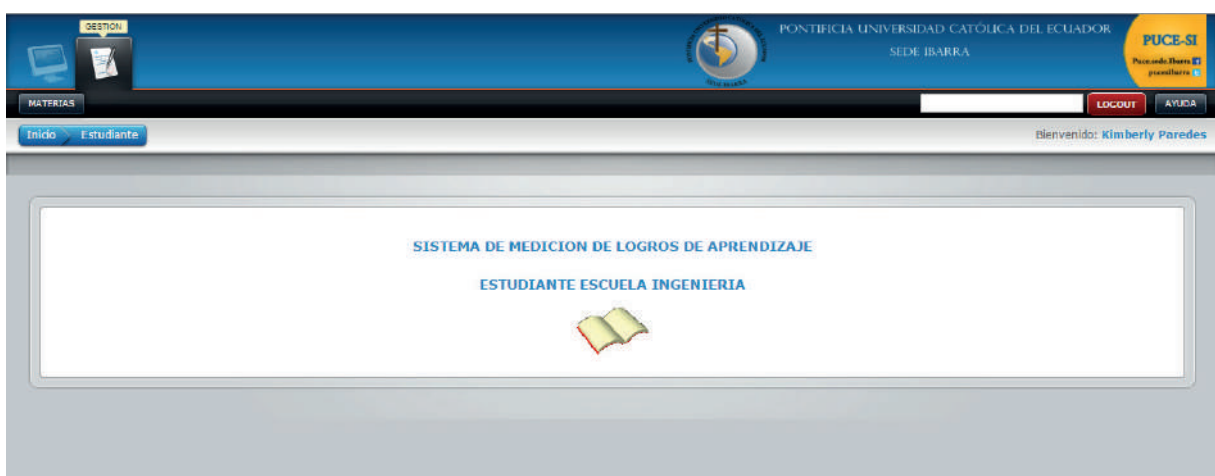 GESTION
PONTIFICIA UNIVERSIDAD CATÓLICA DEL ECUADOR
SEDE IBARRA
PUCE-SI
MATERIAS
LOGOUT
AYUDA
Inicio
Estudiante
Bienvenido: Kimberly Paredes
SISTEMA DE MEDICION DE LOGROS DE APRENDIZAJE
ESTUDIANTE ESCUELA INGENIERIA